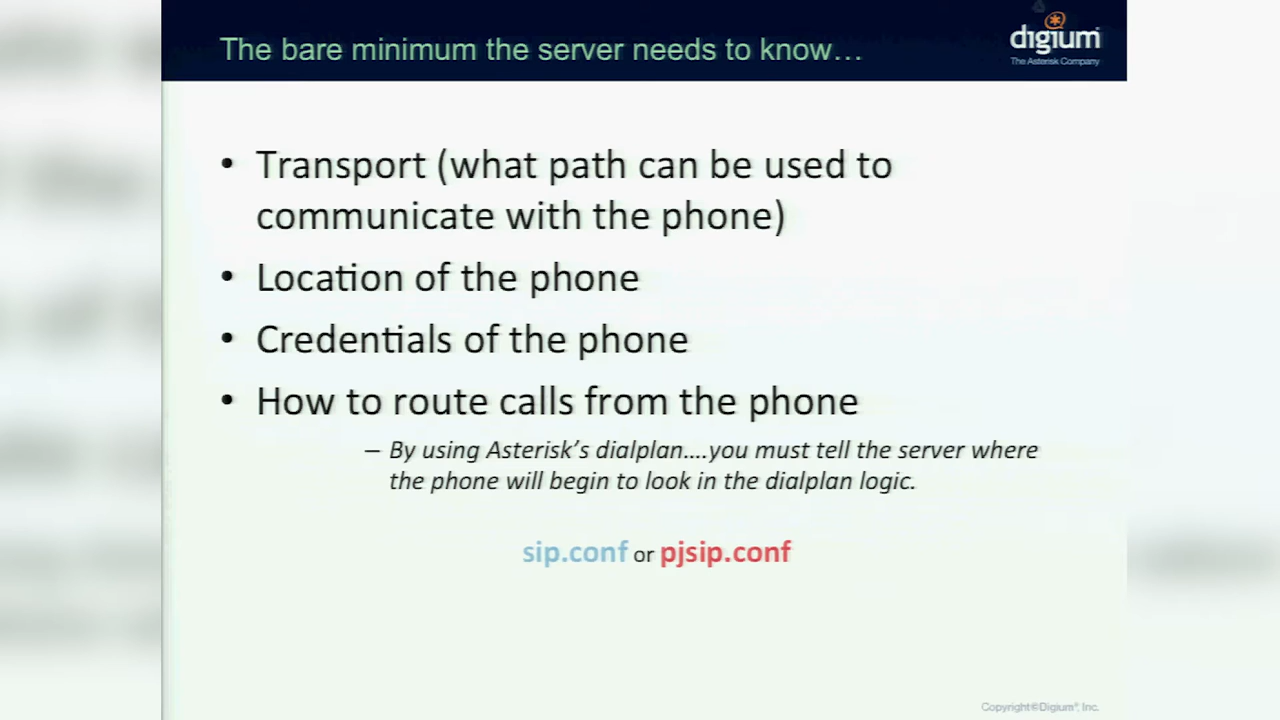 The bare minimum the server needs to know…
digium
The Asterisk Company
• Transport (what path can be used to
communicate with the phone)
• Location of the phone
• Credentials of the phone
• How to route calls from the phone
– By using Asterisk’s dialplan….you must tell the server where
the phone will begin to look in the dialplan logic.
sip.conf or pjsip.conf
Copyright©Digium®, Inc.